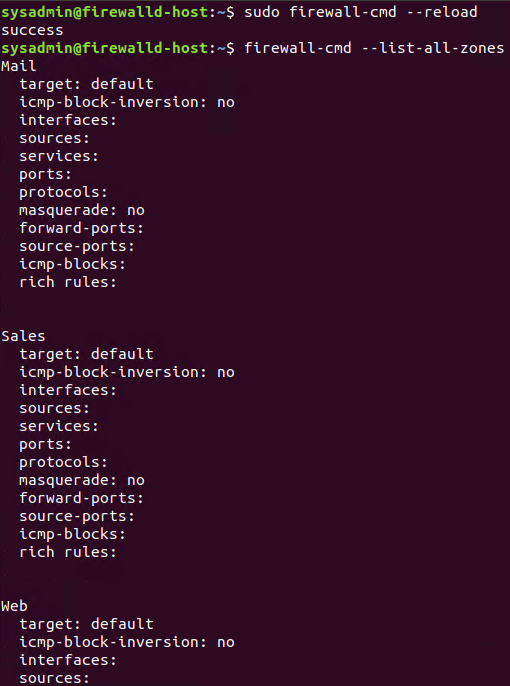 sysadmin@firewalld-host:~$ sudo firewall-cmd --reload
success
sysadmin@firewalld-host:~$ firewall-cmd --list-all-zones
Mail
  target: default
  icmp-block-inversion: no
  interfaces:
  sources:
  services:
  ports:
  protocols:
  masquerade: no
  forward-ports:
  source-ports:
  icmp-blocks:
  rich rules:
Sales
  target: default
  icmp-block-inversion: no
  interfaces:
  sources:
  services:
  ports:
  protocols:
  masquerade: no
  forward-ports:
  source-ports:
  icmp-blocks:
  rich rules:
Web
  target: default
  icmp-block-inversion: no
  interfaces:
  sources: